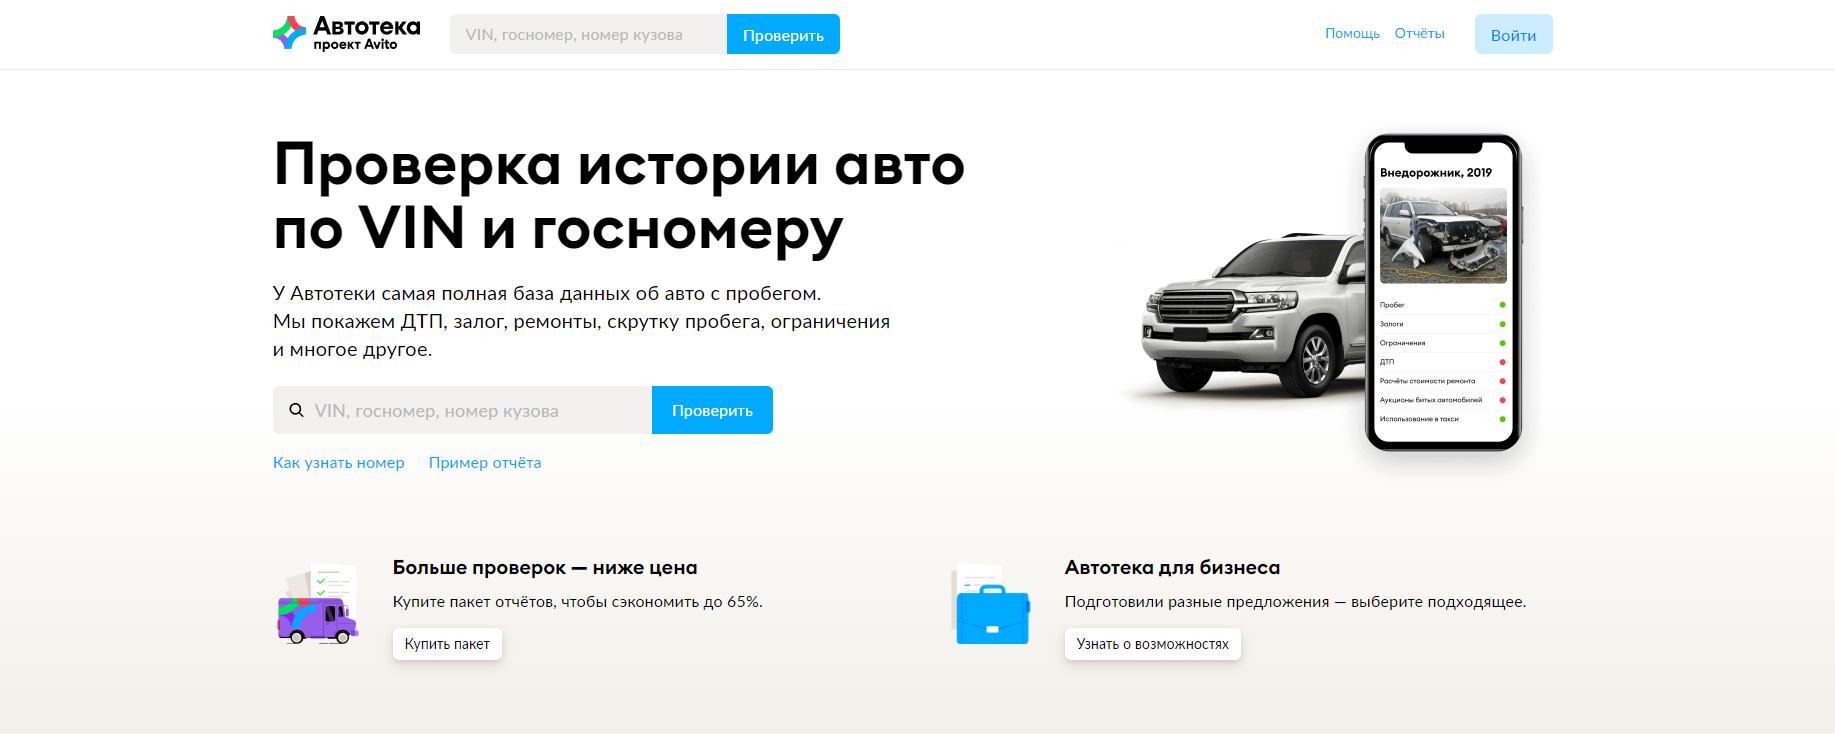 Автотека
проект Avito
VIN, госномер, номер кузова
Проверить
Помощь
Отчёты
Войти
Проверка истории авто
по VIN и госномеру
У Автотеки самая полная база данных об авто с пробегом.
Мы покажем ДТП, залог, ремонты, скрутку пробега, ограничения
и многое другое.
VIN, госномер, номер кузова
Проверить
Как узнать номер
Пример отчёта
Внедорожник, 2019
Пробег
Залоги
Ограничения
ДТП
Расчёты стоимости ремонта
Аукционы битых автомобилей
Использование в такси
Больше проверок — ниже цена
Купите пакет отчётов, чтобы сэкономить до 65%.
Купить пакет
Автотека для бизнеса
Подготовили разные предложения — выберите подходящее.
Узнать о возможностях